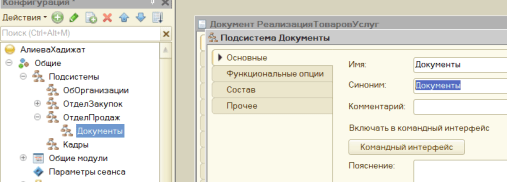 Конфигурация *
Действия
Поиск (Ctrl+Alt+M)
АлиеваХадижат
Общие
Подсистемы
ОбОрганизации
ОтделЗакупок
ОтделПродаж
Документы
Кадры
Общие модули
Параметры сеанса
Документ РеализацияТоваровУслуг
Подсистема Документы
Основные
Функциональные опции
Состав
Прочее
Имя: Документы
Синоним: Документы
Комментарий:
Включать в командный интерфейс
Командный интерфейс
Пояснение: